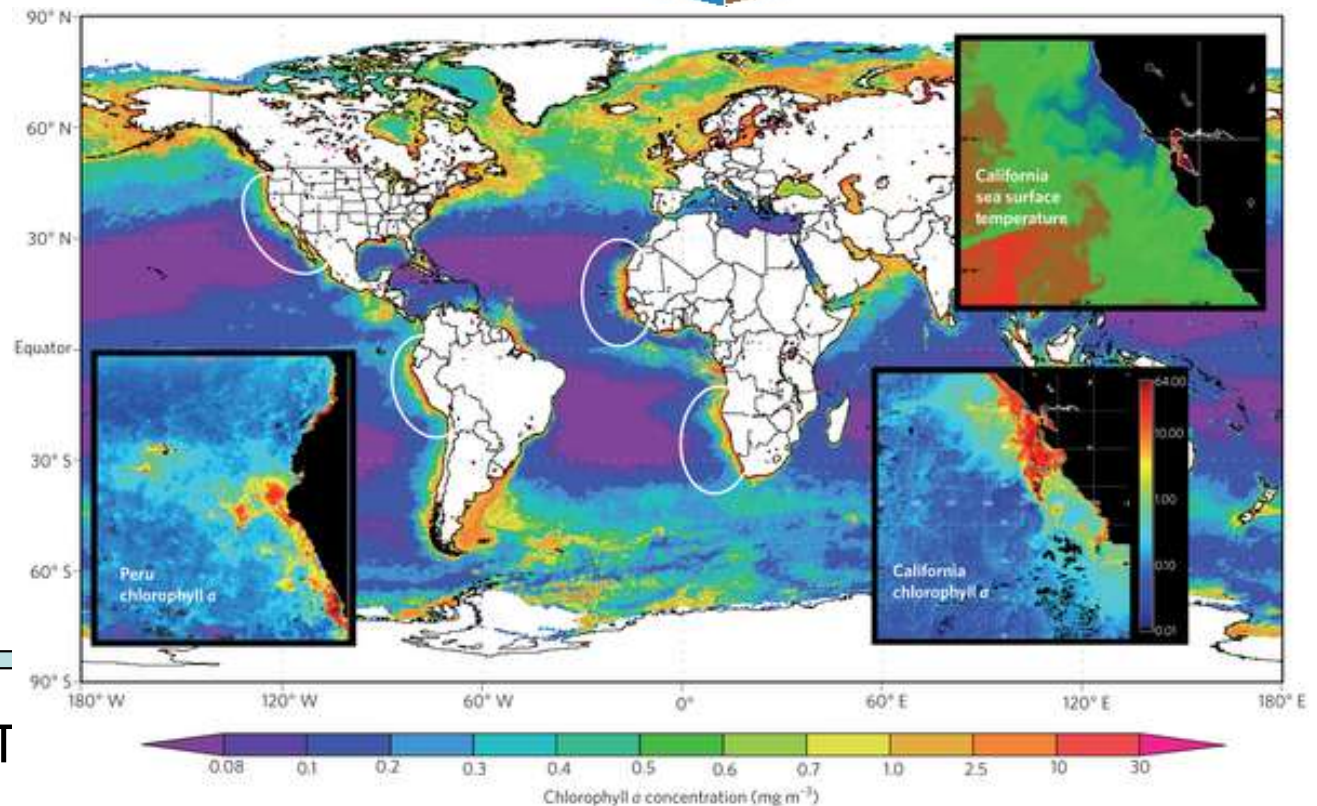 90° N
60° N
30° N
Equator
30° S
60° S
90° S
California
sea surface
temperature
Peru
chlorophyll a
California
chlorophyll a
64.00
10.00
1.00
0.10
0.01
180° W 120° W 60° W 0° 60° E 120° E 180° E
T
0.08 0.1 0.2 0.3 0.4 0.5 0.6 0.7 1.0 2.5 10 30
Chlorophyll a concentration (mg m⁻³)